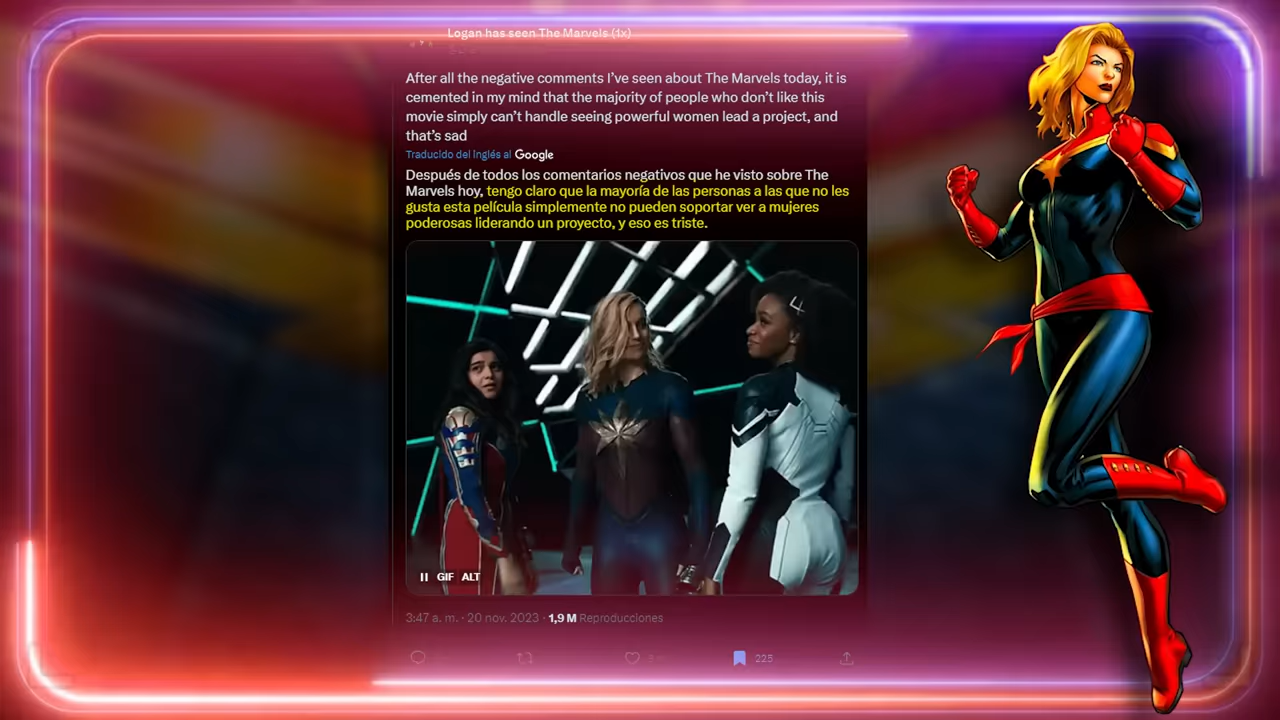 Logan has seen The Marvels (1x)
After all the negative comments I've seen about The Marvels today, it is
cemented in my mind that the majority of people who don't like this
movie simply can't handle seeing powerful women lead a project, and
that's sad
Traducido del inglés al Google
Después de todos los comentarios negativos que he visto sobre The
Marvels hoy, tengo claro que la mayoría de las personas a las que no les
gusta esta película simplemente no pueden soportar ver a mujeres
poderosas liderando un proyecto, y eso es triste.
GIF ALT
3:47 a. m. · 20 nov. 2023 · 1,9 M Reproducciones
225